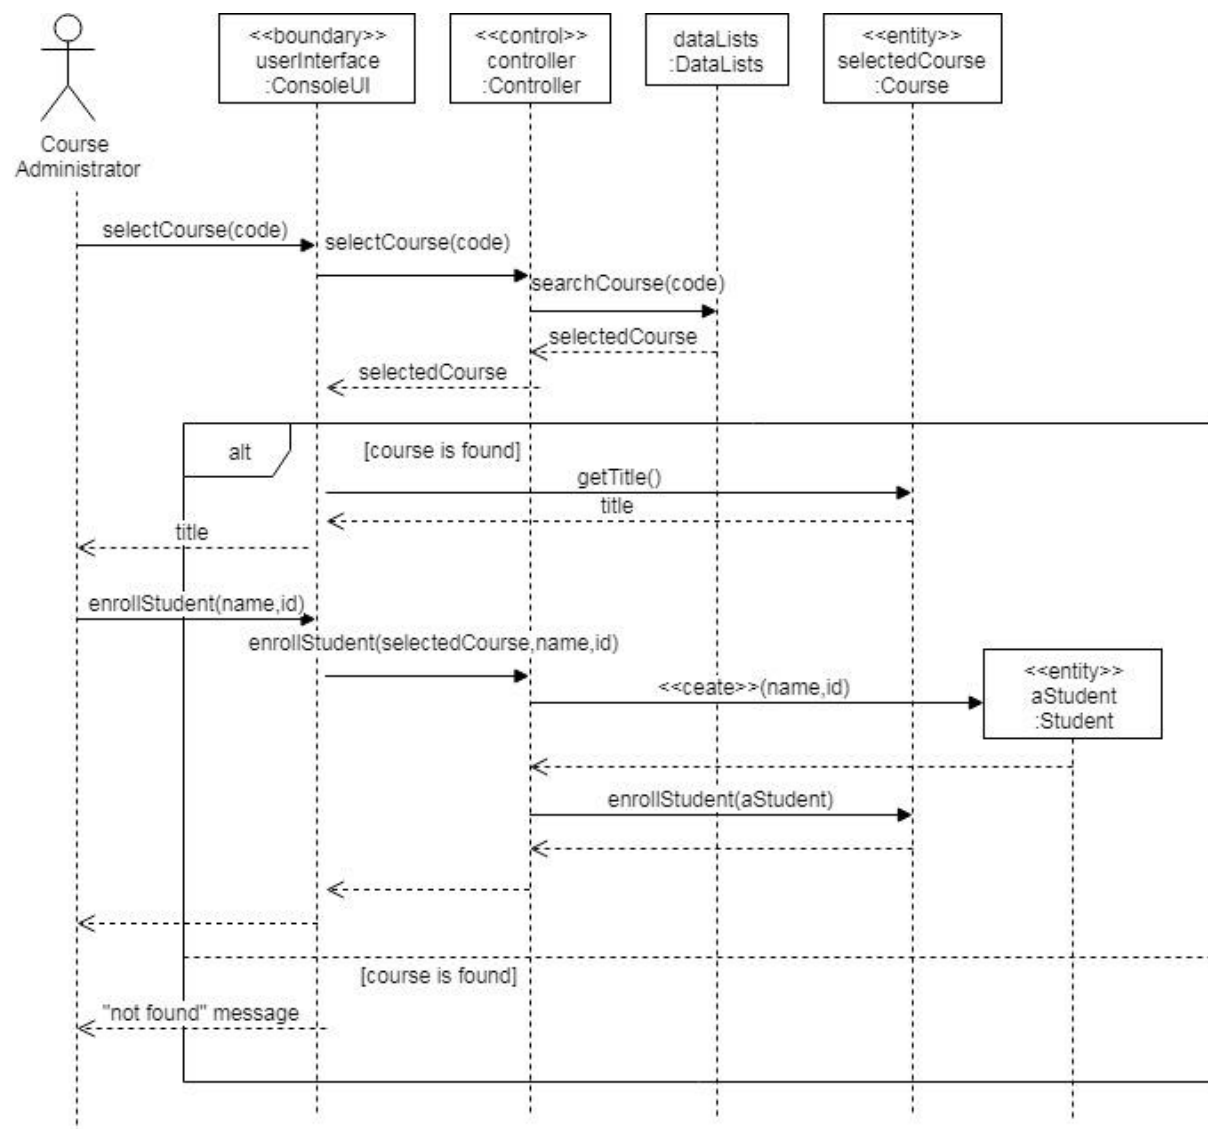 <<boundary>>
userInterface
:ConsoleUI
<<control>>
controller
:Controller
dataLists
:DataLists
<<entity>>
selectedCourse
:Course
Course
Administrator
selectCourse(code)
selectCourse(code)
searchCourse(code)
selectedCourse
selectedCourse
alt
[course is found]
getTitle()
title
title
enrollStudent(name,id)
enrollStudent(selectedCourse,name,id)
<<ceate>>(name,id)
<<entity>>
aStudent
:Student
enrollStudent(aStudent)
[course is found]
"not found" message